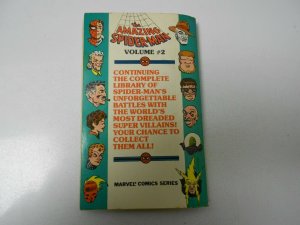 the AMAZING
SPIDER-MAN
VOLUME #2
CONTINUING
THE COMPLETE
LIBRARY OF
SPIDER-MAN'S
UNFORGETTABLE
BATTLES WITH
THE WORLD'S
MOST DREADED
SUPER VILLAINS!
YOUR CHANCE TO
COLLECT
THEM ALL!
MARVEL COMICS SERIES